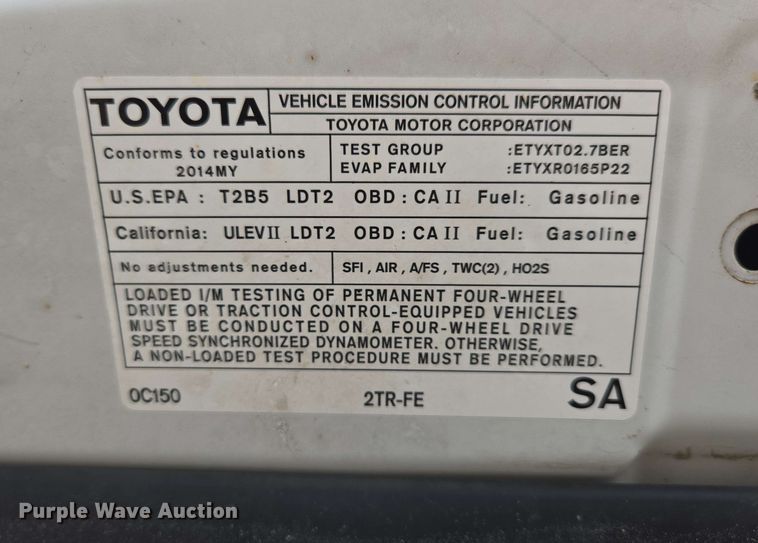 TOYOTA
VEHICLE EMISSION CONTROL INFORMATION
TOYOTA MOTOR CORPORATION
Conforms to regulations
2014MY
TEST GROUP :ETYXT02.7BER
EVAP FAMILY :ETYXR0165P22
U.S.EPA : T2B5 LDT2 OBD : CA II Fuel: Gasoline
California: ULEVII LDT2 OBD : CA II Fuel: Gasoline
No adjustments needed.
SFI , AIR , A/FS , TWC(2) , HO2S
LOADED I/M TESTING OF PERMANENT FOUR-WHEEL
DRIVE OR TRACTION CONTROL-EQUIPPED VEHICLES
MUST BE CONDUCTED ON A FOUR-WHEEL DRIVE
SPEED SYNCHRONIZED DYNAMOMETER. OTHERWISE,
A NON-LOADED TEST PROCEDURE MUST BE PERFORMED.
0C150 2TR-FE SA
Purple Wave Auction